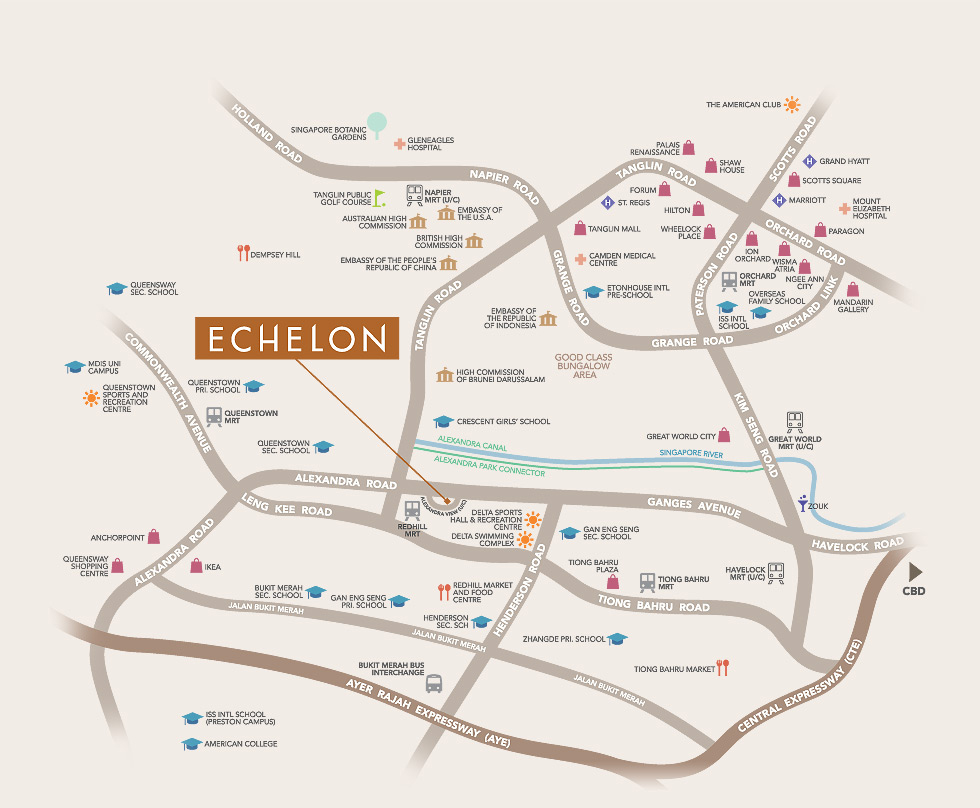 THE AMERICAN CLUB
HOLLAND ROAD
SINGAPORE BOTANIC
GARDENS
GLENEAGLES
HOSPITAL
NAPIER ROAD
TANGLIN ROAD
SCOTTS ROAD
PALAIS
RENAISSANCE
SHAW
HOUSE
GRAND HYATT
SCOTTS SQUARE
FORUM
ST. REGIS
HILTON
MARRIOTT
MOUNT
ELIZABETH
HOSPITAL
TANGLIN PUBLIC
GOLF COURSE
NAPIER
MRT (U/C)
AUSTRALIAN HIGH
COMMISSION
EMBASSY OF
THE U.S.A.
BRITISH HIGH
COMMISSION
EMBASSY OF THE PEOPLE'S
REPUBLIC OF CHINA
TANGLIN MALL
WHEELOCK
PLACE
PARAGON
ORCHARD ROAD
ION
ORCHARD
WISMA
ATRIA
NGEE ANN
CITY
MANDARIN
GALLERY
DEMPSEY HILL
CAMDEN MEDICAL
CENTRE
PATERSON ROAD
ORCHARD
MRT
OVERSEAS
FAMILY SCHOOL
ISS INTL
SCHOOL
ORCHARD LINK
QUEENSWAY
SEC. SCHOOL
TANGLIN ROAD
GRANGE ROAD
ETONHOUSE INTL
PRE-SCHOOL
EMBASSY OF
THE REPUBLIC
OF INDONESIA
GRANGE ROAD
ECHELON
COMMONWEALTH AVENUE
GOOD CLASS
BUNGALOW
AREA
MDIS UNI
CAMPUS
QUEENSTOWN
SPORTS AND
RECREATION
CENTRE
QUEENSTOWN
PRI. SCHOOL
QUEENSTOWN
MRT
QUEENSTOWN
SEC. SCHOOL
HIGH COMMISSION
OF BRUNEI DARUSSALAM
CRESCENT GIRLS' SCHOOL
KIM SENG ROAD
GREAT WORLD CITY
GREAT WORLD
MRT (U/C)
ALEXANDRA CANAL
SINGAPORE RIVER
ALEXANDRA PARK CONNECTOR
ALEXANDRA ROAD
LENG KEE ROAD
ALEXANDRA VIEW (U/C)
GANGES AVENUE
ZOUK
REDHILL
MRT
DELTA SPORTS
HALL & RECREATION
CENTRE
DELTA SWIMMING
COMPLEX
GAN ENG SENG
SCHOOL
HAVELOCK ROAD
ANCHORPOINT
QUEENSWAY
SHOPPING
CENTRE
ALEXANDRA ROAD
IKEA
HENDERSON ROAD
TIONG BAHRU
PLAZA
TIONG BAHRU
MRT
HAVELOCK
MRT (U/C)
CBD
BUKIT MERAH
SEC. SCHOOL
GAN ENG SENG
PRI. SCHOOL
REDHILL MARKET
AND FOOD
CENTRE
TIONG BAHRU ROAD
JALAN BUKIT MERAH
HENDERSON
SEC. SCH
JALAN BUKIT MERAH
ZHANGDE PRI. SCHOOL
TIONG BAHRU MARKET
CENTRAL EXPRESSWAY (CTE)
BUKIT MERAH BUS
INTERCHANGE
JALAN BUKIT MERAH
AYER RAJAH EXPRESSWAY (AYE)
ISS INTL SCHOOL
(PRESTON CAMPUS)
AMERICAN COLLEGE